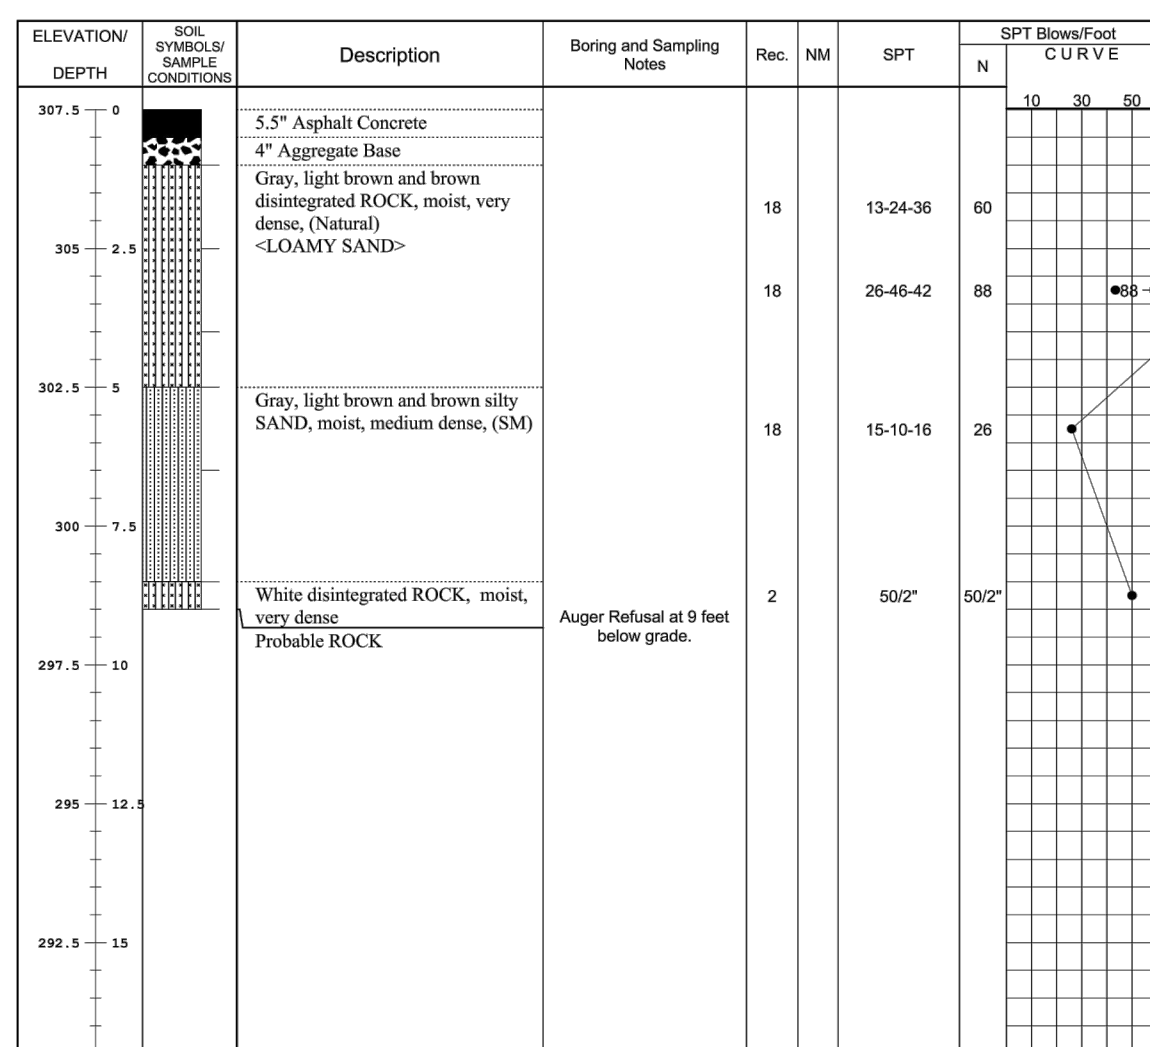 ELEVATION/
DEPTH
SOIL
SYMBOLS/
SAMPLE
CONDITIONS
Description
Boring and Sampling
Notes
Rec.
NM
SPT
SPT Blows/Foot
N
CURVE
10 30 50
307.5 0
5.5" Asphalt Concrete
4" Aggregate Base
Gray, light brown and brown
disintegrated ROCK, moist, very
dense, (Natural)
<LOAMY SAND>
18 13-24-36 60
305 2.5
18 26-46-42 88 88
302.5 5
Gray, light brown and brown silty
SAND, moist, medium dense, (SM)
18 15-10-16 26
300 7.5
White disintegrated ROCK, moist,
very dense
2 50/2" 50/2"
Auger Refusal at 9 feet
below grade.
Probable ROCK
297.5 10
295 12.5
292.5 15